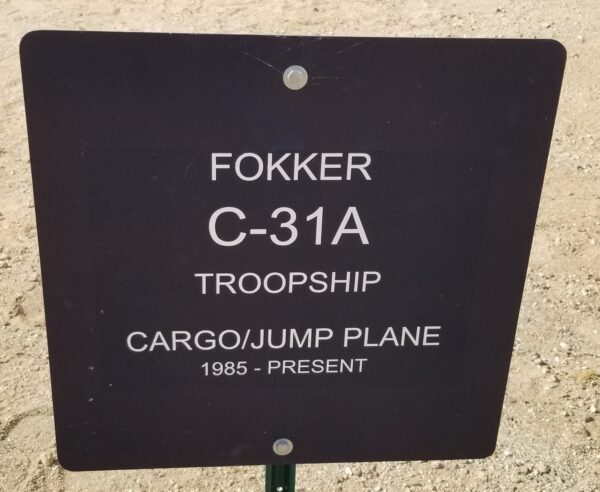 FOKKER
C-31A
TROOPSHIP
CARGO/JUMP PLANE
1985 - PRESENT